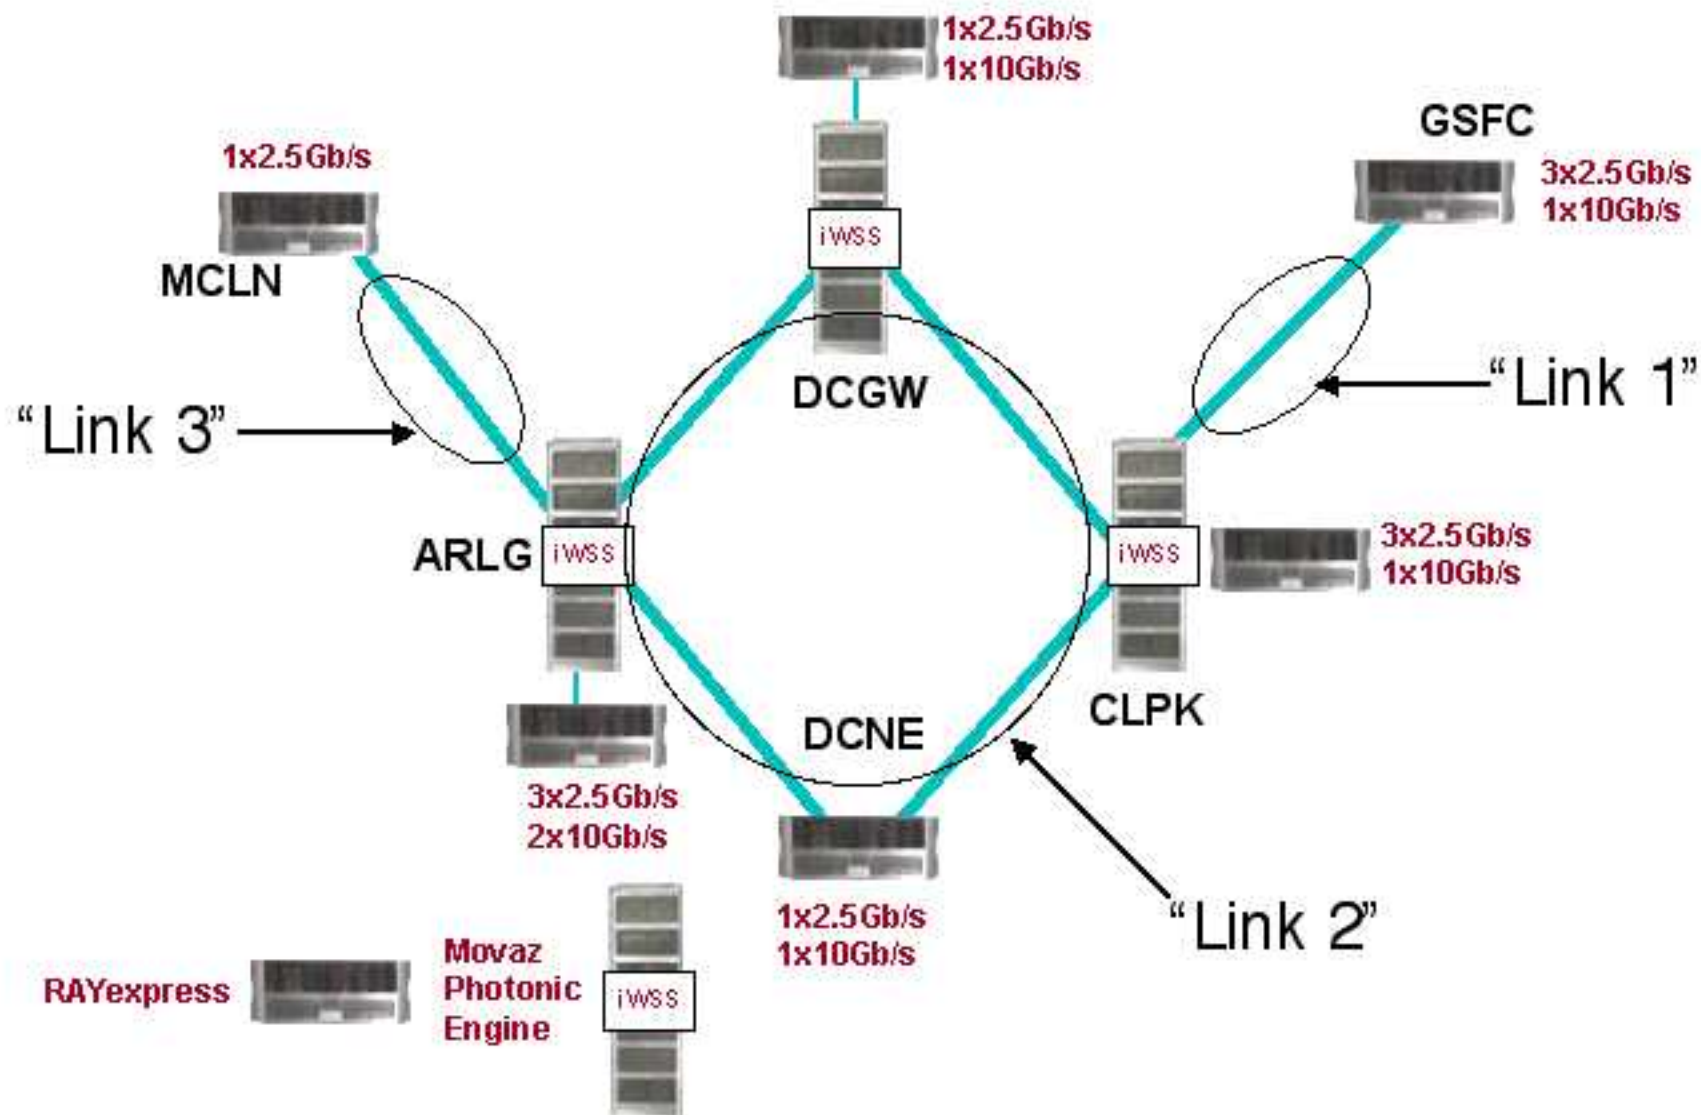 1x2.5Gb/s
1x10Gb/s
GSFC
3x2.5Gb/s
1x10Gb/s
1x2.5Gb/s
MCLN
iWSS
DCGW
“Link 1”
“Link 3”
ARLG
iWSS
iWSS
3x2.5Gb/s
1x10Gb/s
CLPK
DCNE
3x2.5Gb/s
2x10Gb/s
1x2.5Gb/s
1x10Gb/s
“Link 2”
RAYexpress
Movaz
Photonic
Engine
iWSS